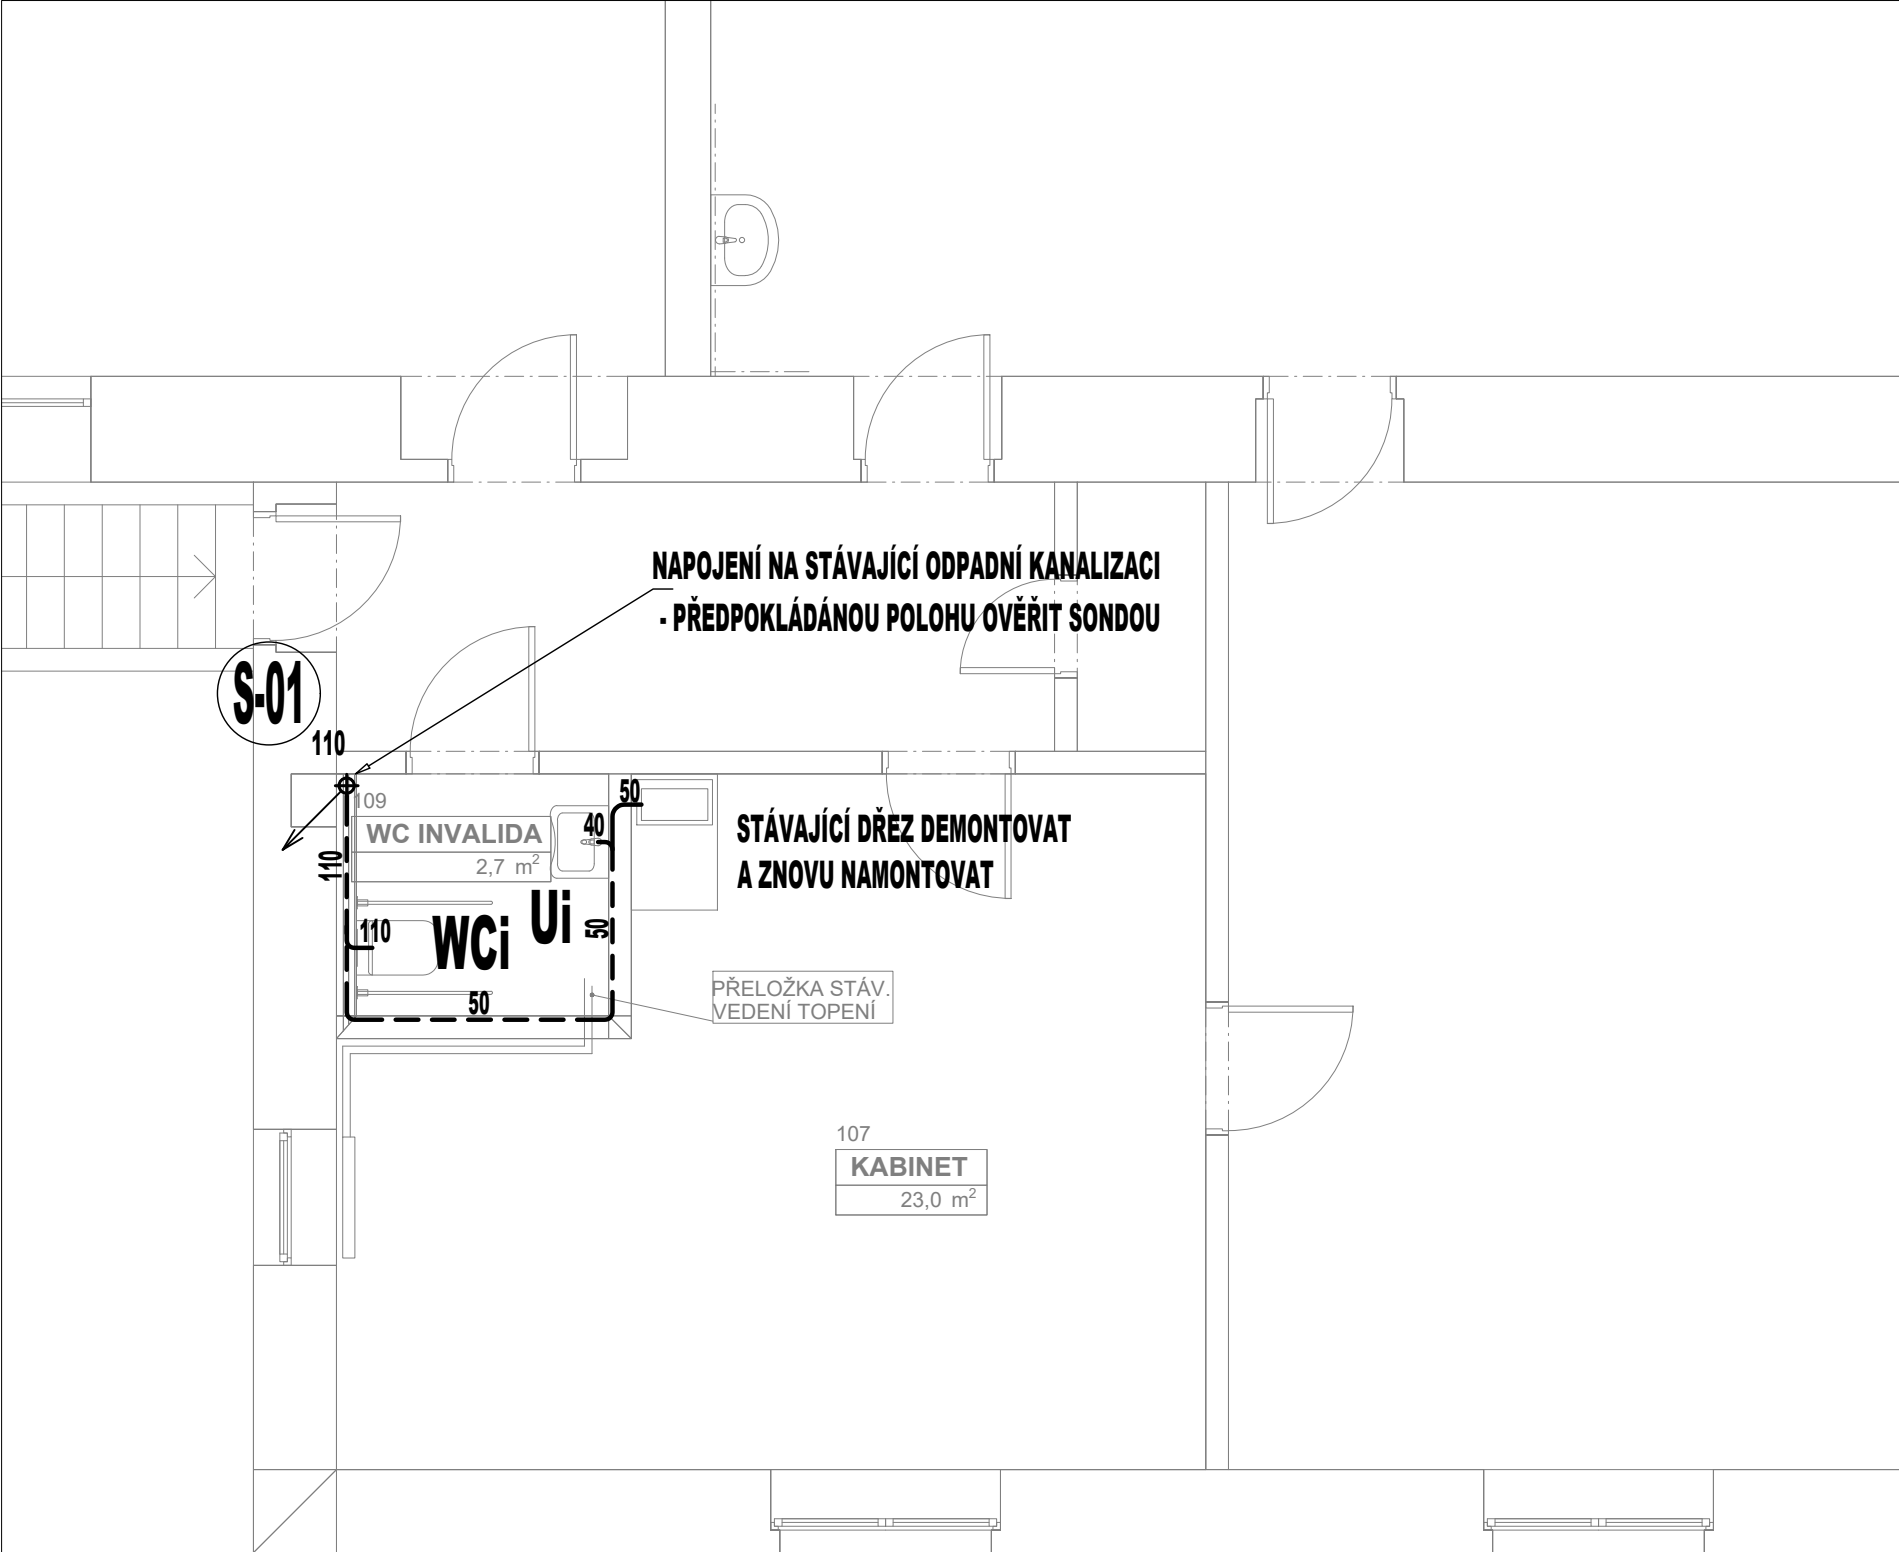 NAPOJENÍ NA STÁVAJÍCÍ ODPADNÍ KANALIZACI
- PŘEDPOKLÁDÁNOU POLOHU OVĚŘIT SONDOU
S-01
110
109
WC INVALIDA
2,7 m²
110
110
WCi
Ui
40
50
50
50
STÁVAJÍCÍ DŘEZ DEMONTOVAT
A ZNOVU NAMONTOVAT
PŘELOŽKA STÁV.
VEDENÍ TOPENÍ
107
KABINET
23,0 m²